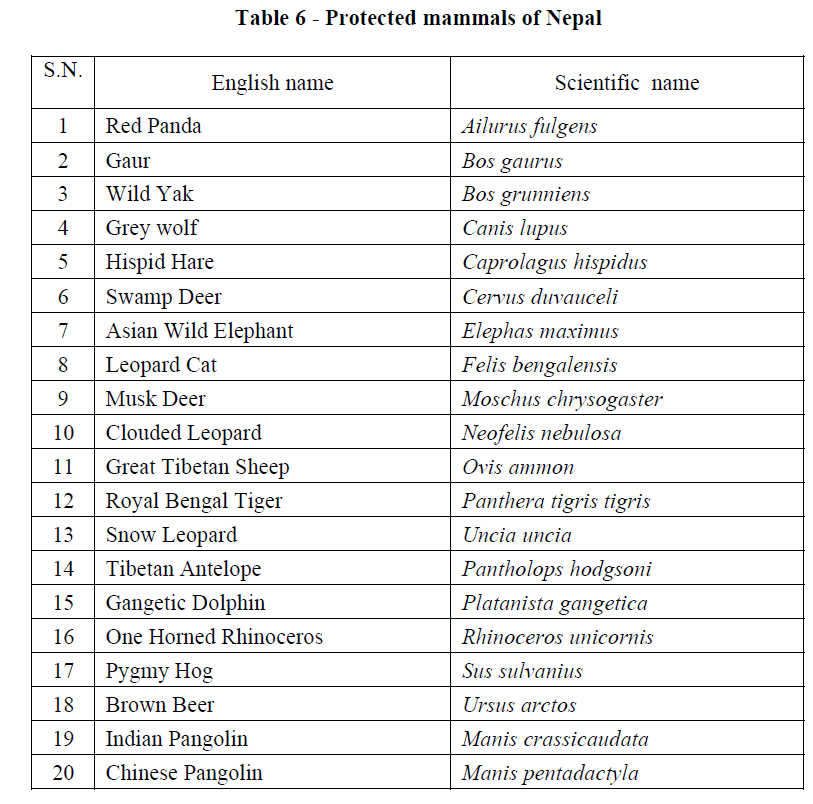 Table 6 - Protected mammals of Nepal
S.N. English name Scientific name
1 Red Panda Ailurus fulgens
2 Gaur Bos gaurus
3 Wild Yak Bos grunniens
4 Grey wolf Canis lupus
5 Hispid Hare Caprolagus hispidus
6 Swamp Deer Cervus duvauceli
7 Asian Wild Elephant Elephas maximus
8 Leopard Cat Felis bengalensis
9 Musk Deer Moschus chrysogaster
10 Clouded Leopard Neofelis nebulosa
11 Great Tibetan Sheep Ovis ammon
12 Royal Bengal Tiger Panthera tigris tigris
13 Snow Leopard Uncia uncia
14 Tibetan Antelope Pantholops hodgsoni
15 Gangetic Dolphin Platanista gangetica
16 One Horned Rhinoceros Rhinoceros unicornis
17 Pygmy Hog Sus sulvanius
18 Brown Beer Ursus arctos
19 Indian Pangolin Manis crassicaudata
20 Chinese Pangolin Manis pentadactyla